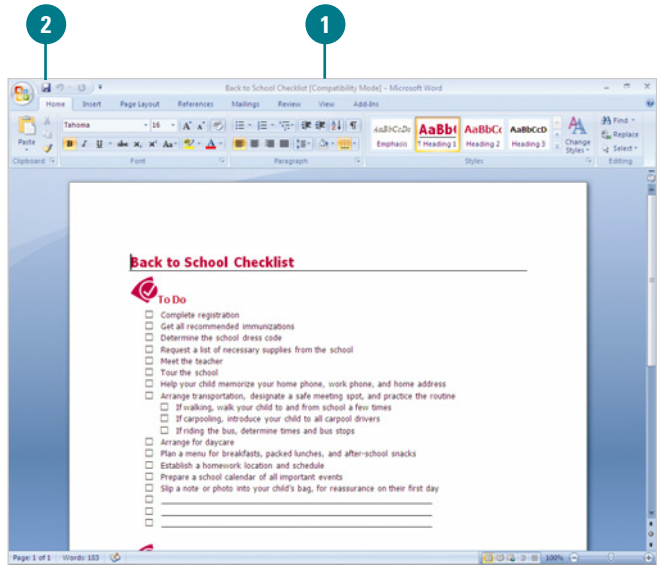 2 1
Back to School Checklist [Compatibility Mode] - Microsoft Word
Home Insert Page Layout References Mailings Review View Add-Ins
Paste
Clipboard
Tahoma 16
B I U abc x₂ x² Aa A
Font
Paragraph
AaBbCcDc AaBb( AaBbC( AaBbCcD
Emphasis ¶ Heading 1 Heading 2 Heading 3
Change Styles
Styles
Find
Replace
Select
Editing
Back to School Checklist
To Do
Complete registration
Get all recommended immunizations
Determine the school dress code
Request a list of necessary supplies from the school
Meet the teacher
Tour the school
Help your child memorize your home phone, work phone, and home address
Arrange transportation, designate a safe meeting spot, and practice the routine
If walking, walk your child to and from school a few times
If carpooling, introduce your child to all carpool drivers
If riding the bus, determine times and bus stops
Arrange for daycare
Plan a menu for breakfasts, packed lunches, and after-school snacks
Establish a homework location and schedule
Prepare a school calendar of all important events
Slip a note or photo into your child's bag, for reassurance on their first day
Page: 1 of 1 Words: 183 100%